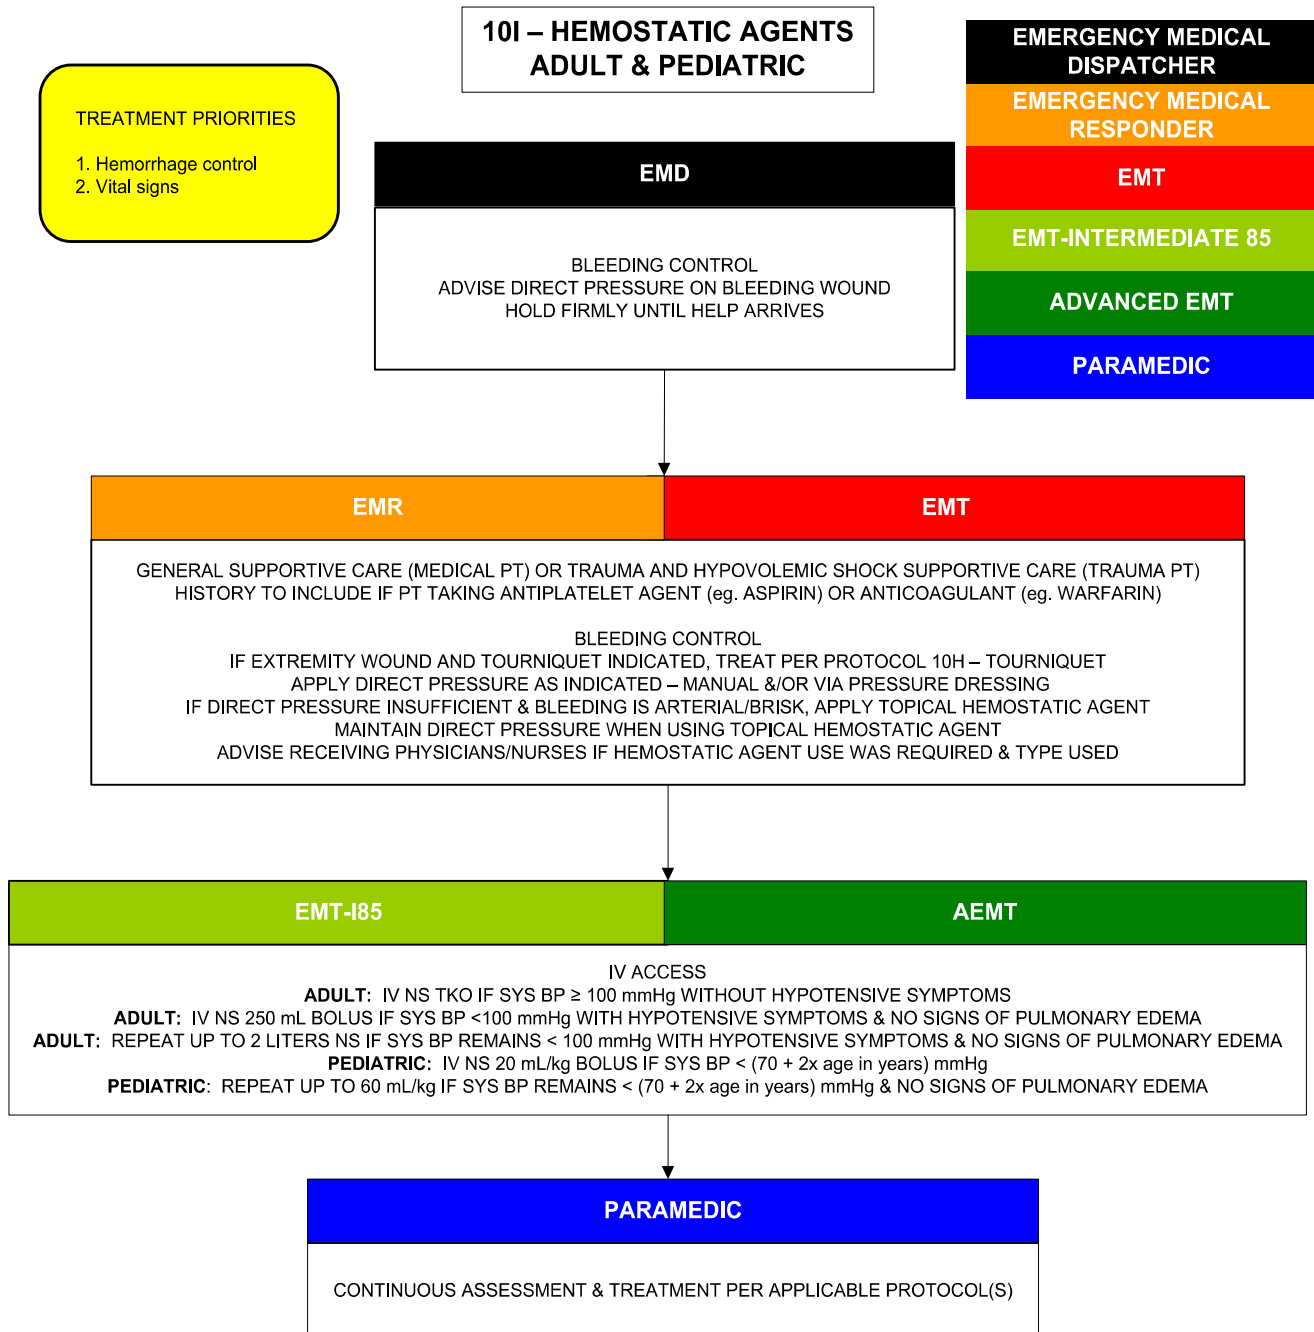 10I – HEMOSTATIC AGENTS
ADULT & PEDIATRIC
TREATMENT PRIORITIES
1. Hemorrhage control
2. Vital signs
EMERGENCY MEDICAL
DISPATCHER
EMERGENCY MEDICAL
RESPONDER
EMT
EMT-INTERMEDIATE 85
ADVANCED EMT
PARAMEDIC
EMD
BLEEDING CONTROL
ADVISE DIRECT PRESSURE ON BLEEDING WOUND
HOLD FIRMLY UNTIL HELP ARRIVES
EMR
EMT
GENERAL SUPPORTIVE CARE (MEDICAL PT) OR TRAUMA AND HYPOVOLEMIC SHOCK SUPPORTIVE CARE (TRAUMA PT)
HISTORY TO INCLUDE IF PT TAKING ANTIPLATELET AGENT (eg. ASPIRIN) OR ANTICOAGULANT (eg. WARFARIN)
BLEEDING CONTROL
IF EXTREMITY WOUND AND TOURNIQUET INDICATED, TREAT PER PROTOCOL 10H – TOURNIQUET
APPLY DIRECT PRESSURE AS INDICATED – MANUAL &/OR VIA PRESSURE DRESSING
IF DIRECT PRESSURE INSUFFICIENT & BLEEDING IS ARTERIAL/BRISK, APPLY TOPICAL HEMOSTATIC AGENT
MAINTAIN DIRECT PRESSURE WHEN USING TOPICAL HEMOSTATIC AGENT
ADVISE RECEIVING PHYSICIANS/NURSES IF HEMOSTATIC AGENT USE WAS REQUIRED & TYPE USED
EMT-I85
AEMT
IV ACCESS
ADULT: IV NS TKO IF SYS BP ≥ 100 mmHg WITHOUT HYPOTENSIVE SYMPTOMS
ADULT: IV NS 250 mL BOLUS IF SYS BP <100 mmHg WITH HYPOTENSIVE SYMPTOMS & NO SIGNS OF PULMONARY EDEMA
ADULT: REPEAT UP TO 2 LITERS NS IF SYS BP REMAINS < 100 mmHg WITH HYPOTENSIVE SYMPTOMS & NO SIGNS OF PULMONARY EDEMA
PEDIATRIC: IV NS 20 mL/kg BOLUS IF SYS BP < (70 + 2x age in years) mmHg
PEDIATRIC: REPEAT UP TO 60 mL/kg IF SYS BP REMAINS < (70 + 2x age in years) mmHg & NO SIGNS OF PULMONARY EDEMA
PARAMEDIC
CONTINUOUS ASSESSMENT & TREATMENT PER APPLICABLE PROTOCOL(S)